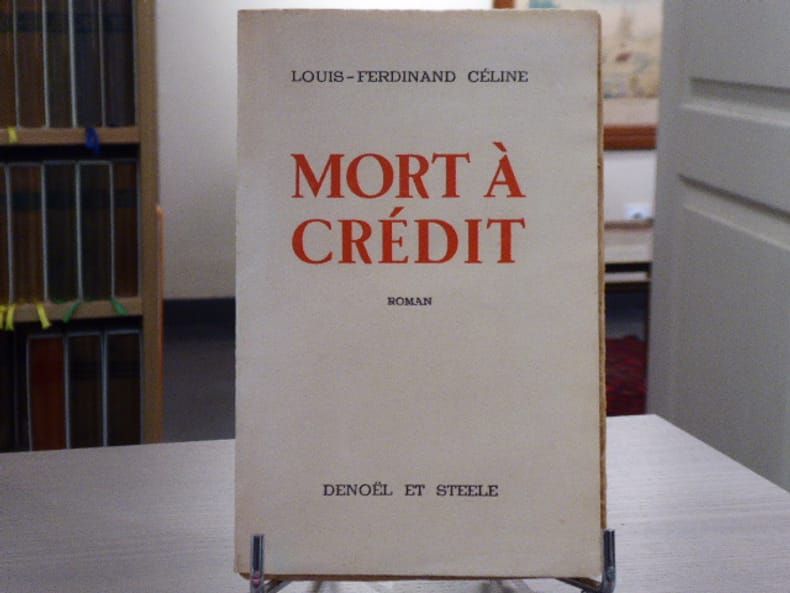 LOUIS-FERDINAND CÉLINE
MORT À
CRÉDIT
ROMAN
DENOËL ET STEELE